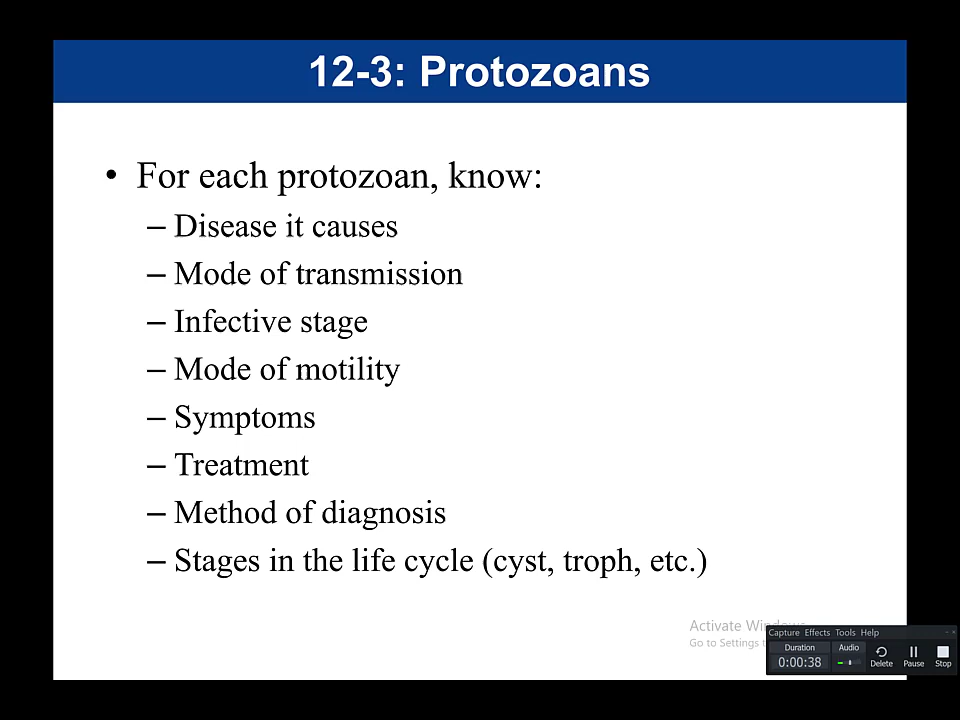 12-3: Protozoans
• For each protozoan, know:
– Disease it causes
– Mode of transmission
– Infective stage
– Mode of motility
– Symptoms
– Treatment
– Method of diagnosis
– Stages in the life cycle (cyst, troph, etc.)
Activate Windows
Go to Settings
Capture Effects Tools Help
Duration Audio
0:00:38 Delete Pause Stop